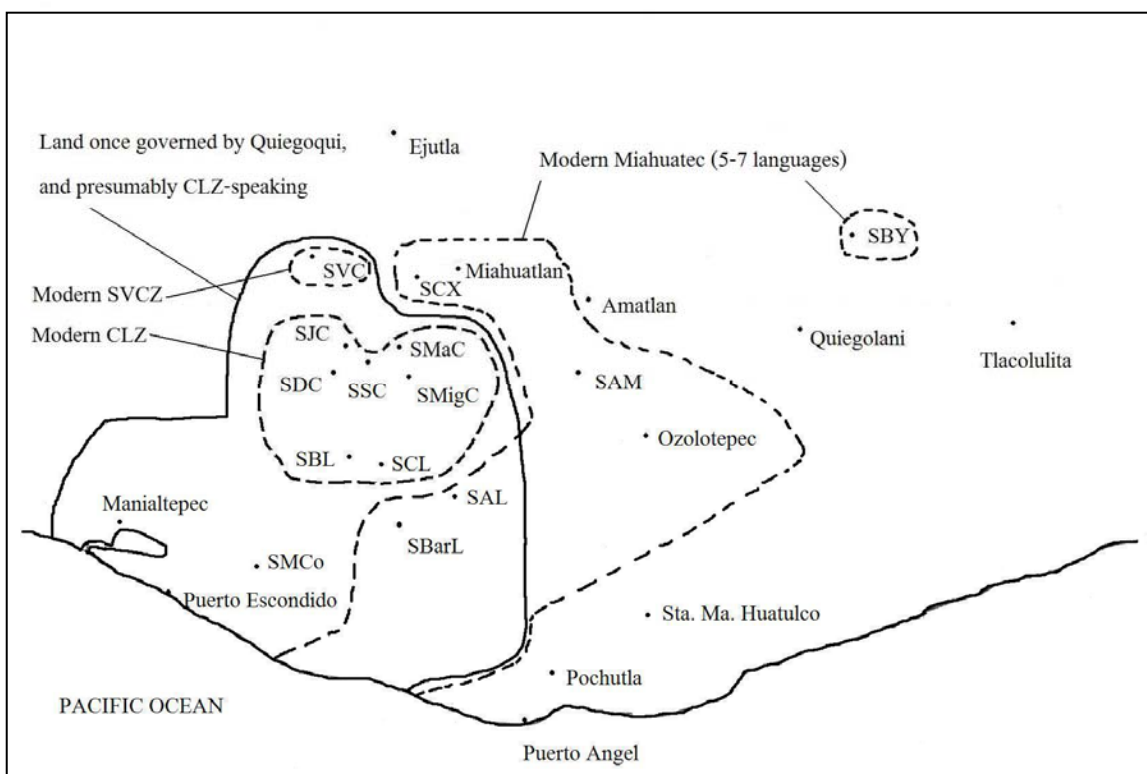 Land once governed by Quiegoqui,
and presumably CLZ-speaking
Ejutla
Modern Miahuatec (5-7 languages)
SBY
SVC
Miahuatlan
SCX
Modern SVCZ
Amatlan
Modern CLZ
SJC
SMaC
Quiegolani
Tlacolulita
SDC
SSC
SMigC
SAM
Ozolotepec
SBL
SCL
Manialtepec
SAL
SBarL
SMCo
Puerto Escondido
Sta. Ma. Huatulco
Pochutla
PACIFIC OCEAN
Puerto Angel